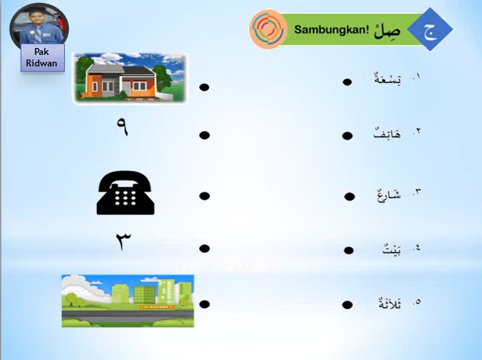 Pak
Ridwan
Sambungkan! صِلْ
ج
١. تِسْعَةٌ
٩
٢. هَاتِفٌ
٣. شَارِعٌ
٣
٤. بَيْتٌ
٥. ثَلَاثَةٌ